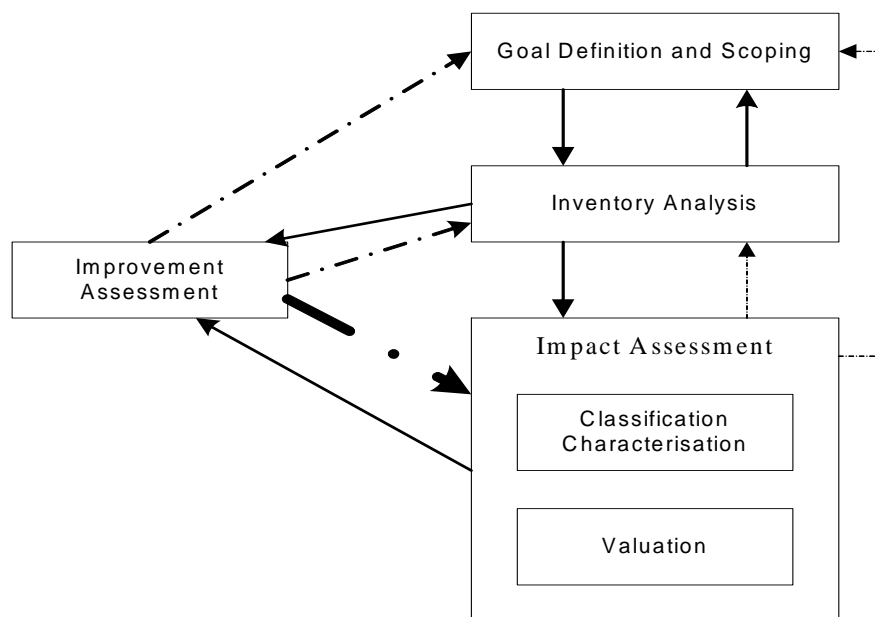 Goal Definition and Scoping
Inventory Analysis
Improvement
Assessment
Impact Assessment
Classification
Characterisation
Valuation